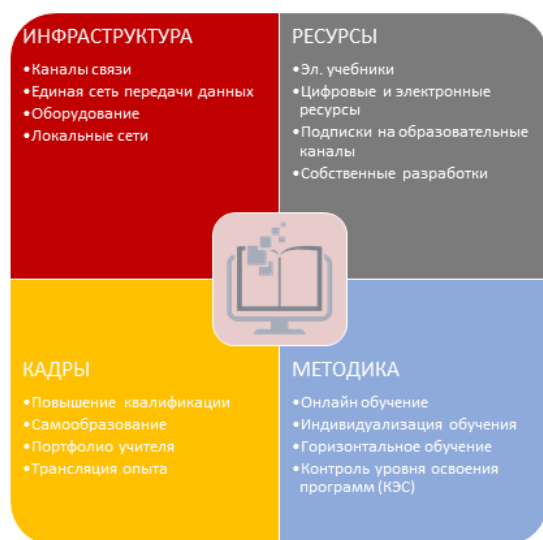 ИНФРАСТРУКТУРА
•Каналы связи
•Единая сеть передачи данных
•Оборудование
•Локальные сети
РЕСУРСЫ
•Эл. учебники
•Цифровые и электронные
ресурсы
•Подписки на образовательные
каналы
•Собственные разработки
КАДРЫ
•Повышение квалификации
•Самообразование
•Портфолио учителя
•Трансляция опыта
МЕТОДИКА
•Онлайн обучение
•Индивидуализация обучения
•Горизонтальное обучение
•Контроль уровня освоения
программ (КЭС)